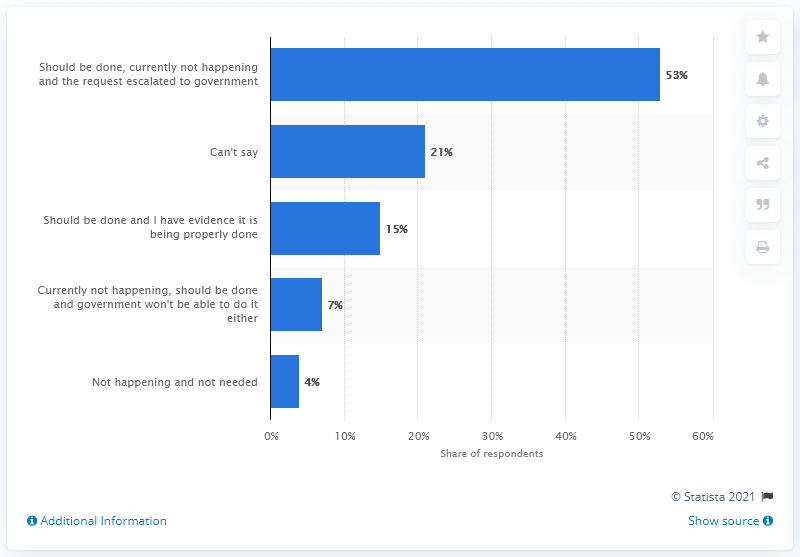 Should be done, currently not happening
and the request escalated to government
53%
Can't say
21%
Should be done and I have evidence it is
being properly done
15%
Currently not happening, should be done
and government won't be able to do it
either
7%
Not happening and not needed
4%
0% 10% 20% 30% 40% 50% 60%
Share of respondents
© Statista 2021
Additional Information
Show source